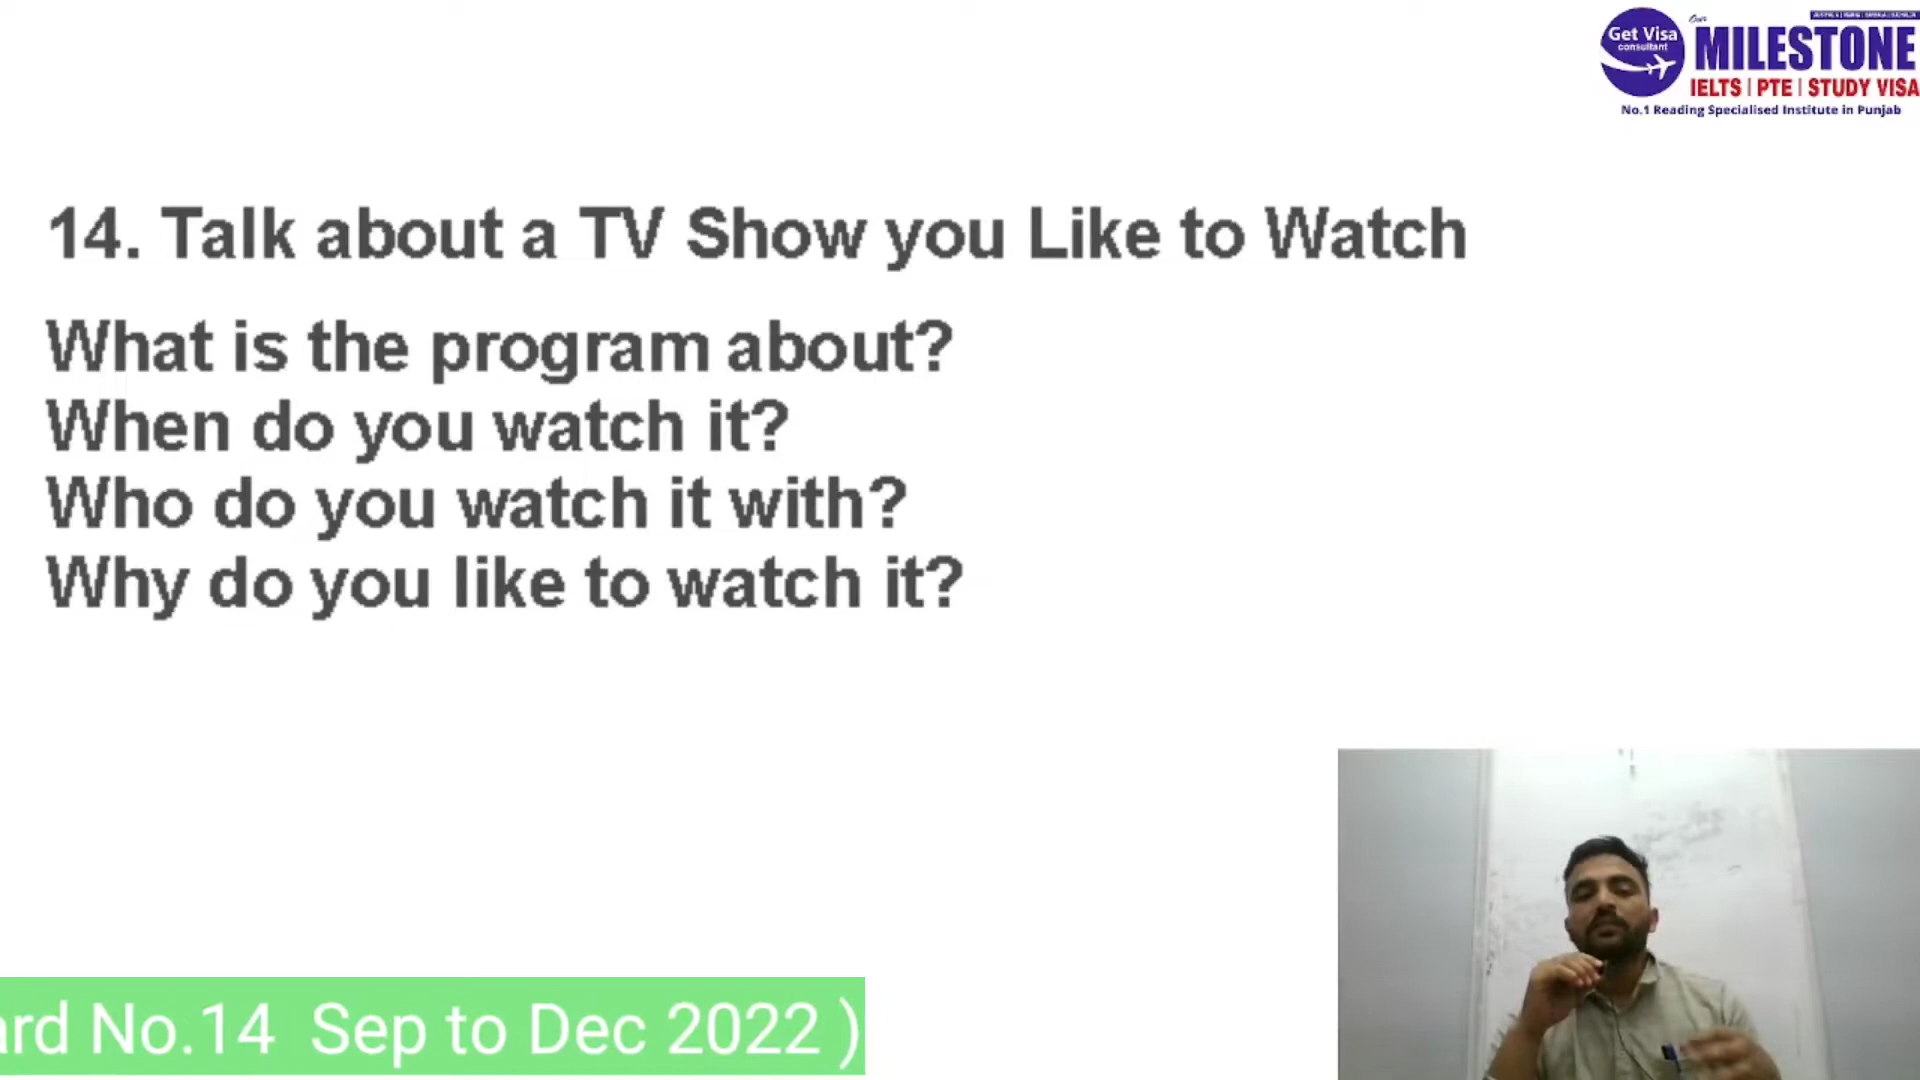 Get Visa
consultant
Our
MILESTONE
IELTS | PTE | STUDY VISA
No.1 Reading Specialised Institute in Punjab
14. Talk about a TV Show you Like to Watch
What is the program about?
When do you watch it?
Who do you watch it with?
Why do you like to watch it?
ard No.14 Sep to Dec 2022 )